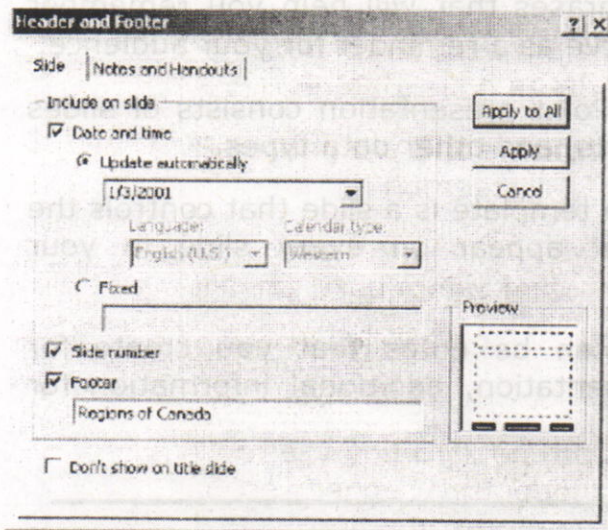 Header and Footer
Slide
Notes and Handouts
Include on slide
Date and time
Update automatically
1/3/2001
Language:
Calendar type:
English (U.S.)
Western
Fixed
Slide number
Footer
Regions of Canada
Don't show on title slide
Apply to All
Apply
Cancel
Preview